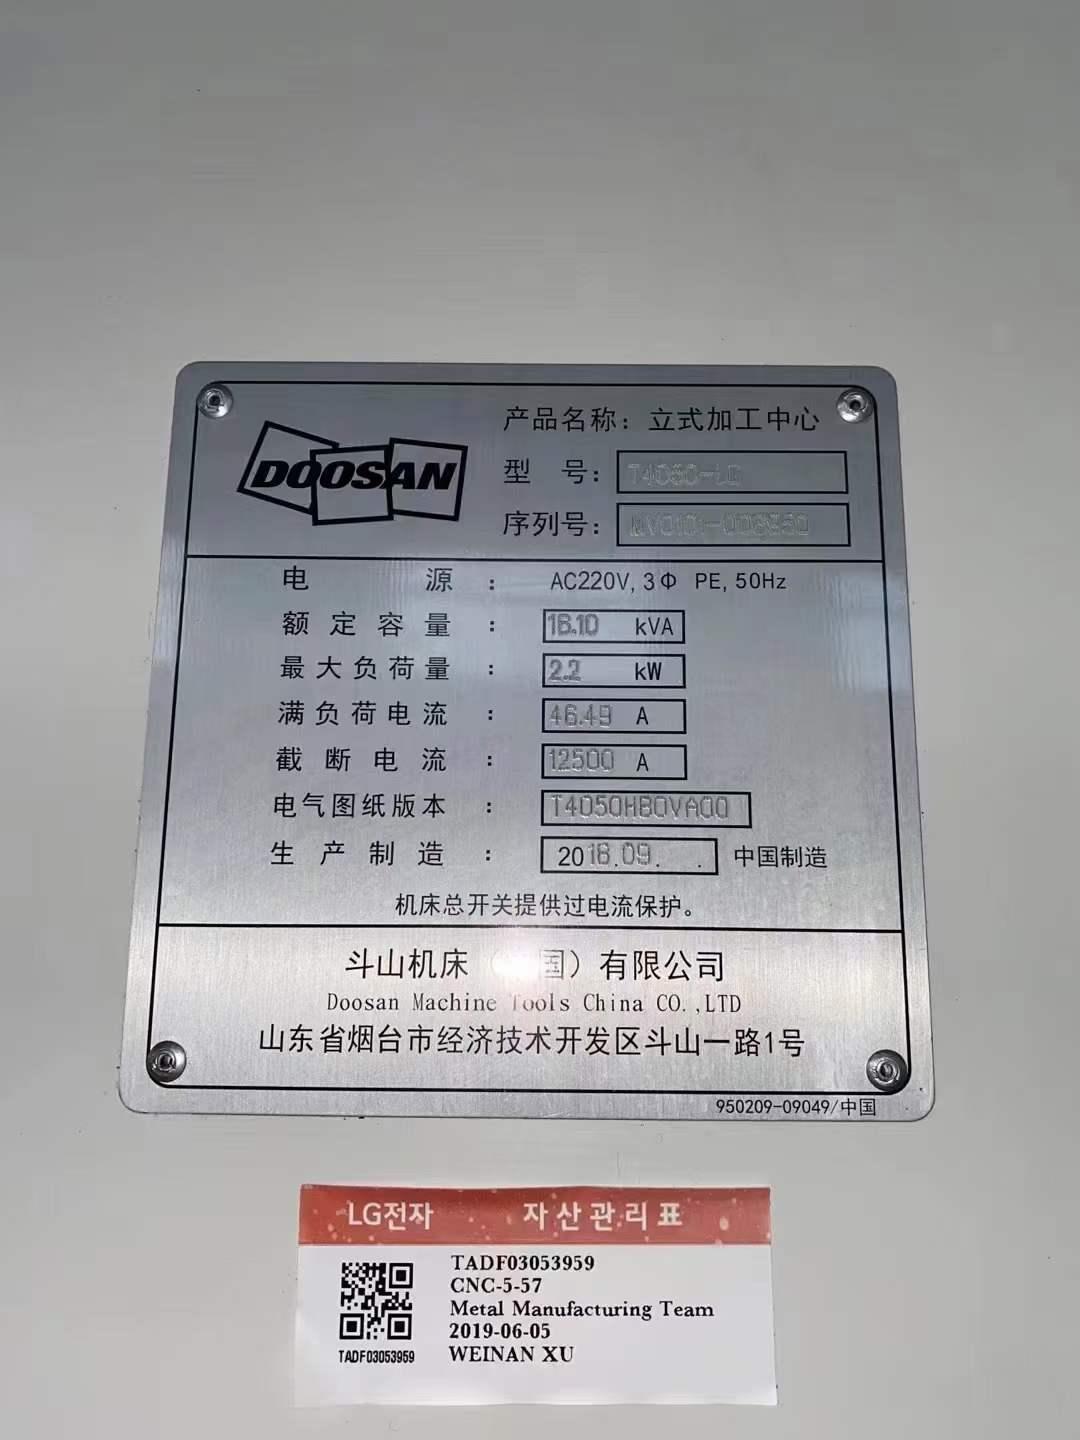 DOOSAN
产品名称：立式加工中心
型 号：
序列号：
电 源： AC220V, 3Φ PE, 50Hz
额定容量： kVA
最大负荷量： 2.2 kW
满负荷电流： 46.49 A
截断电流： 12500 A
电气图纸版本： T4050HB0VA00
生产制造： 2018.09. . 中国制造
机床总开关提供过电流保护。
斗山机床（ 国）有限公司
Doosan Machine Tools China CO.,LTD
山东省烟台市经济技术开发区斗山一路1号
950209-09049/中国
LG전자 자산관리표
TADF03053959
CNC-5-57
Metal Manufacturing Team
2019-06-05
WEINAN XU
TADF03053959